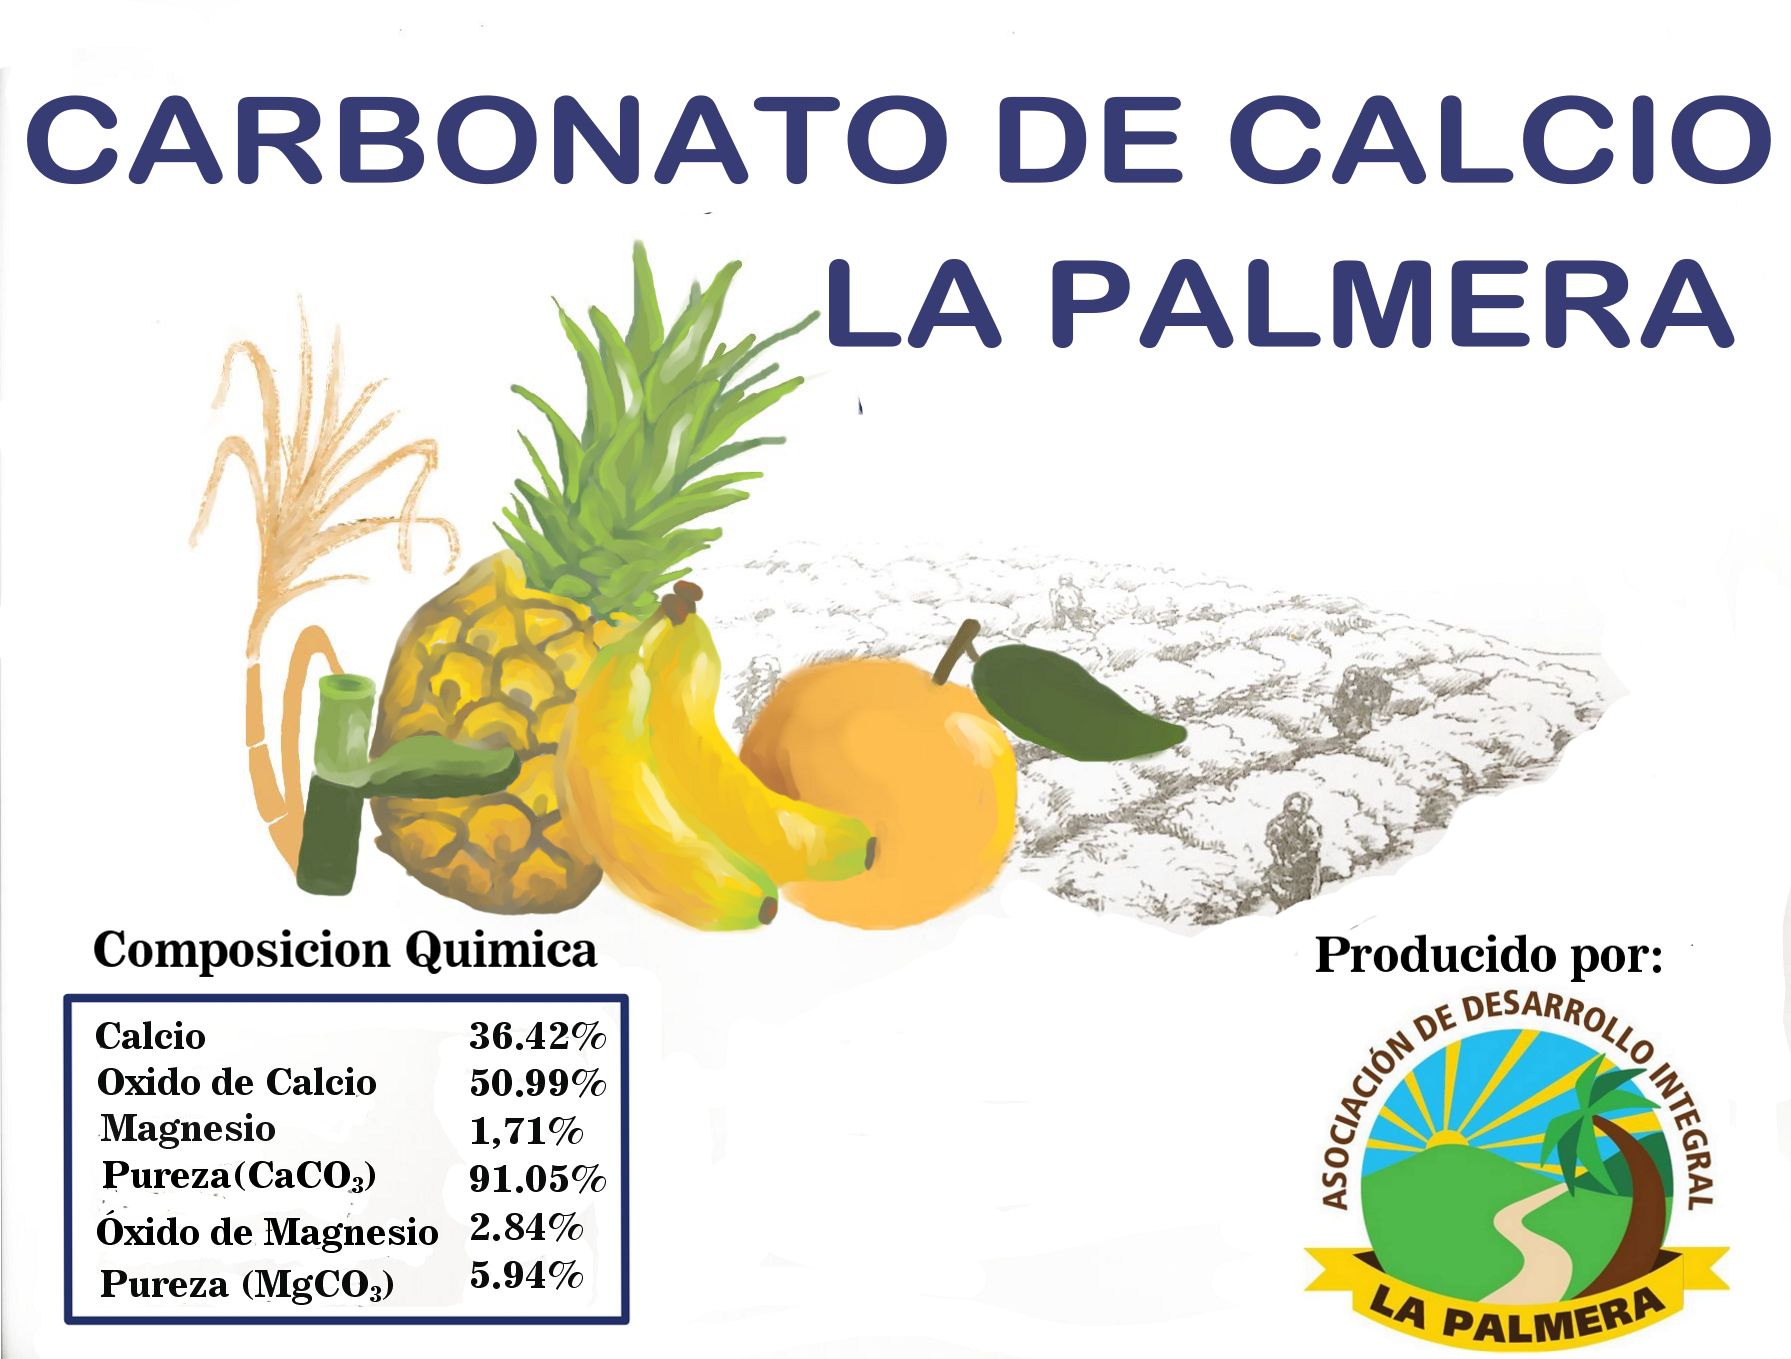 CARBONATO DE CALCIO
LA PALMERA
Composicion Quimica
Calcio 36.42%
Oxido de Calcio 50.99%
Magnesio 1,71%
Pureza(CaCO₃) 91.05%
Óxido de Magnesio 2.84%
Pureza (MgCO₃) 5.94%
Producido por:
ASOCIACIÓN DE DESARROLLO INTEGRAL
LA PALMERA